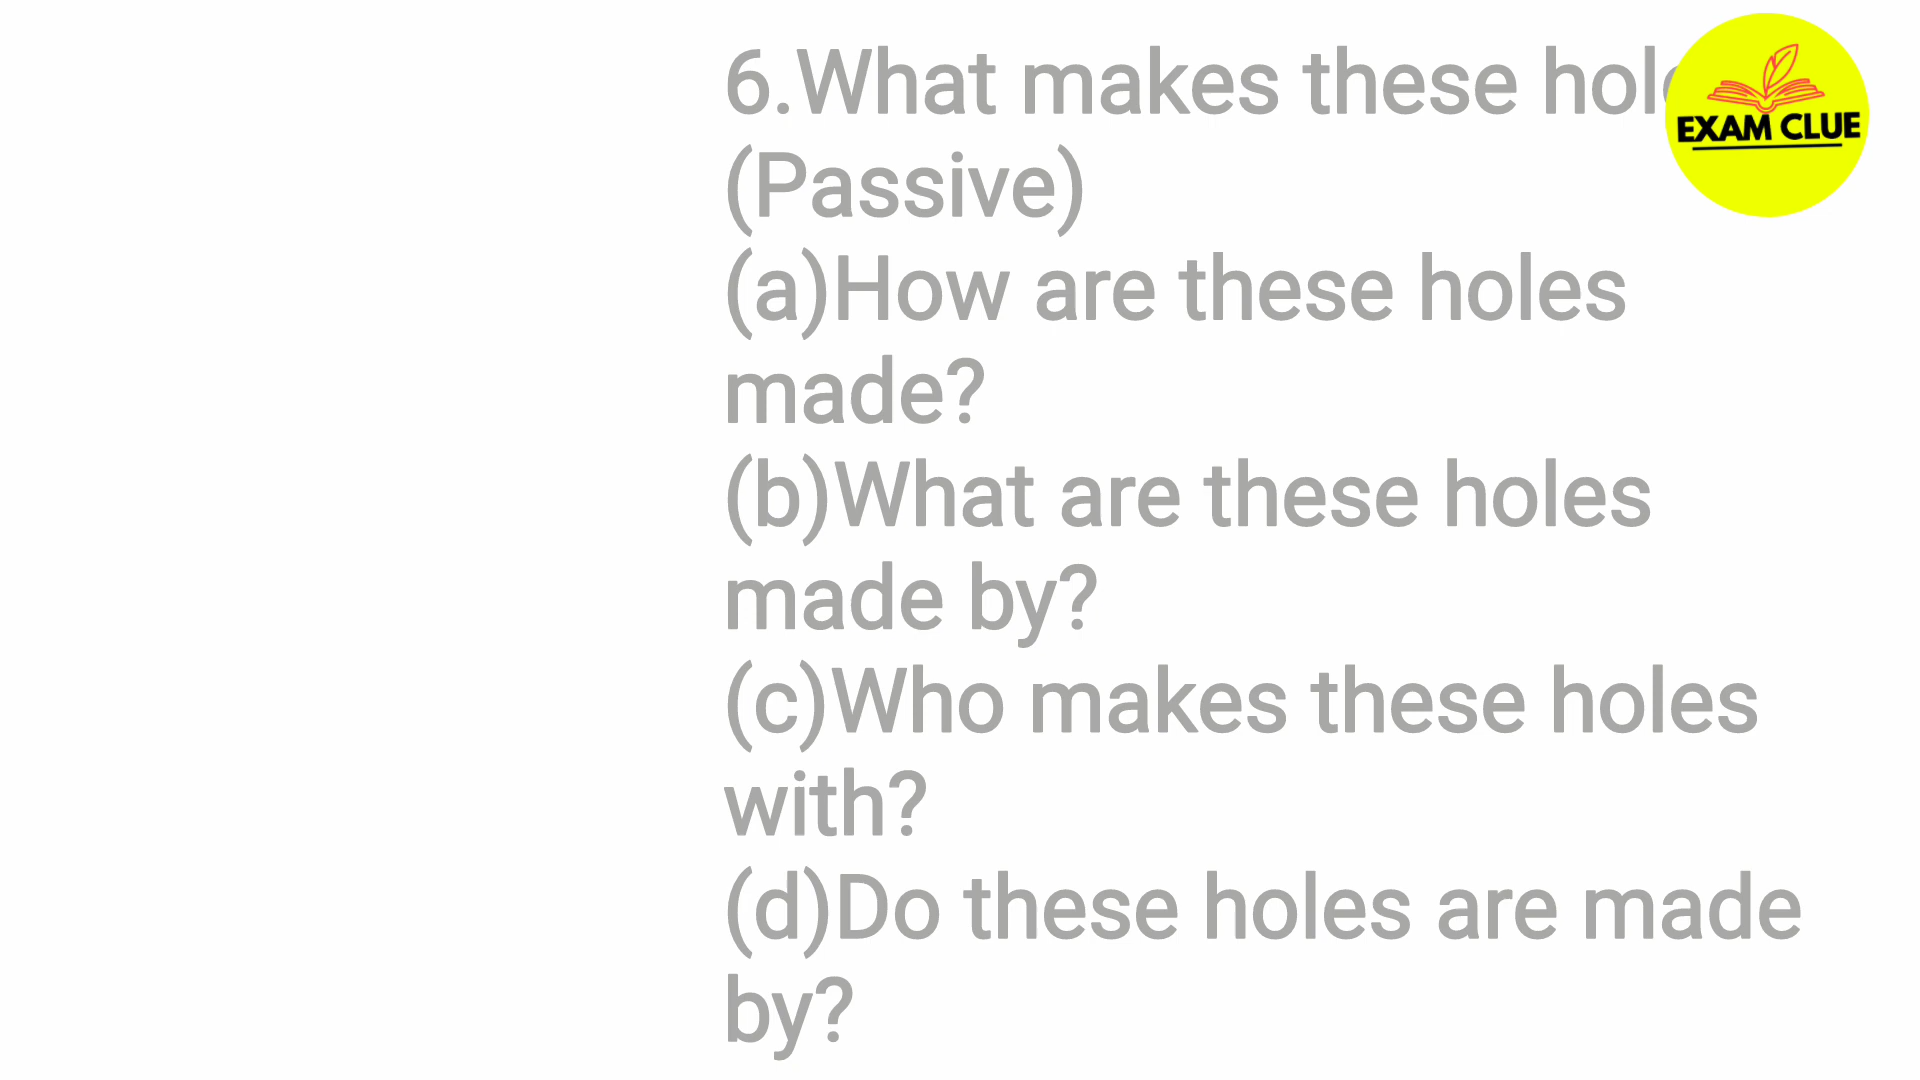 6.What makes these
(Passive)
(a)How are these holes
made?
(b)What are these holes
made by?
(c)Who makes these holes
with?
(d)Do these holes are made
by?
EXAM CLUE